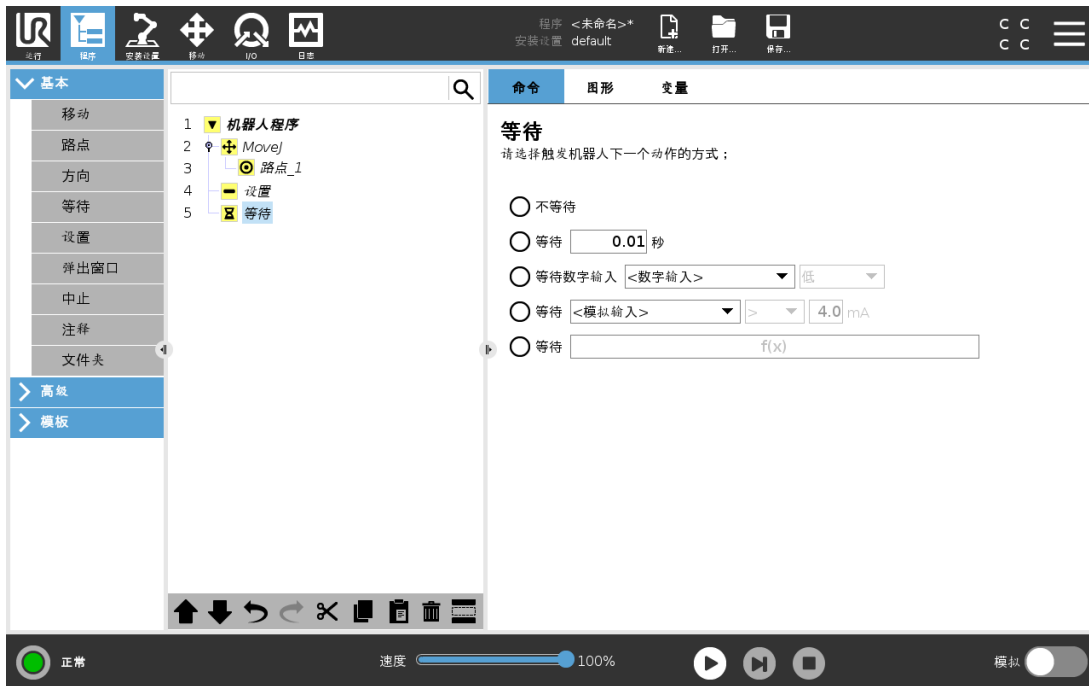 程序 <未命名>*
安装设置 default
C C
C C
运行 程序 安装设置 移动 I/O 日志 新建... 打开... 保存...
基本
移动
路点
方向
等待
设置
弹出窗口
中止
注释
文件夹
高级
模板
1 机器人程序
2 MoveJ
3 路点_1
4 设置
5 等待
命令 图形 变量
等待
请选择触发机器人下一个动作的方式；
不等待
等待 0.01 秒
等待数字输入 <数字输入> 低
等待 <模拟输入> > 4.0 mA
等待 f(x)
正常 速度 100% 模拟